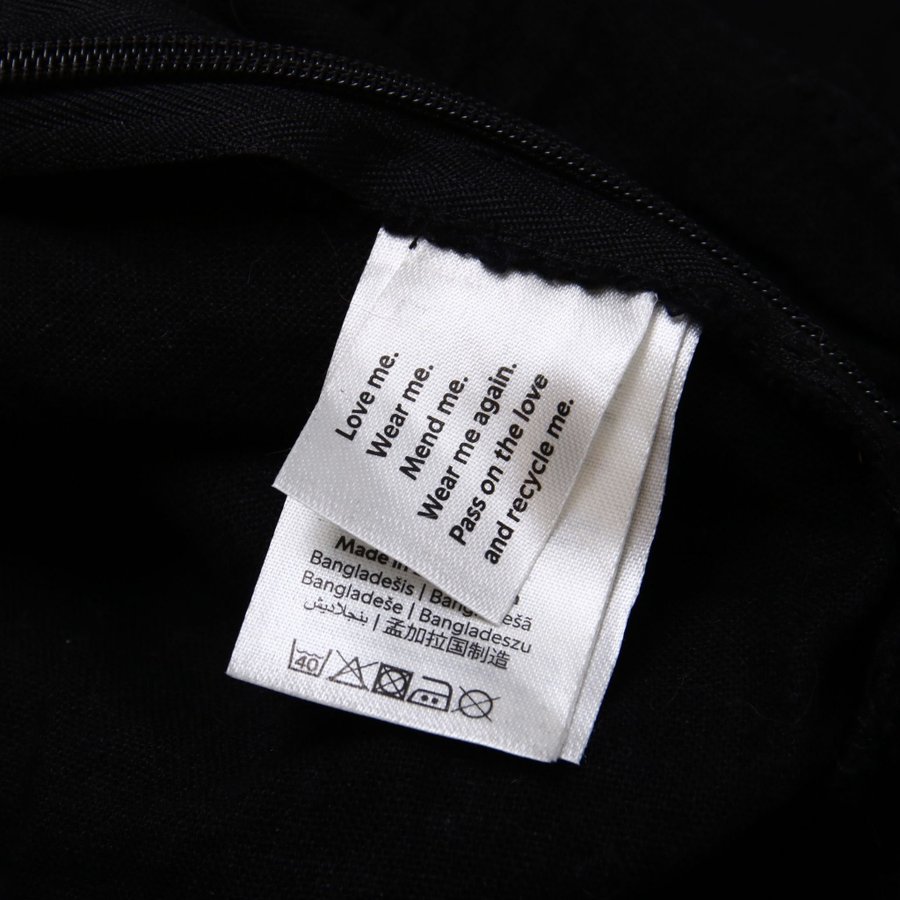 Love me.
Wear me.
Mend me.
Wear me again.
Pass on the love
and recycle me.
Made in
Bangladešis |
Bangladeše | Bangladeszu
بنجلاديش | 孟加拉国制造
40